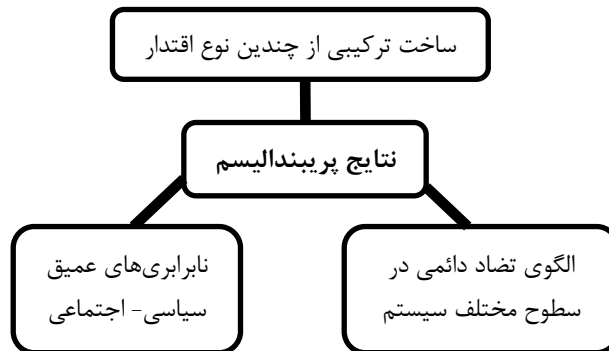 ساخت ترکیبی از چندین نوع اقتدار
نتایج پریبندالیسم
الگوی تضاد دائمی در
سطوح مختلف سیستم
نابرابری‌های عمیق
سیاسی- اجتماعی